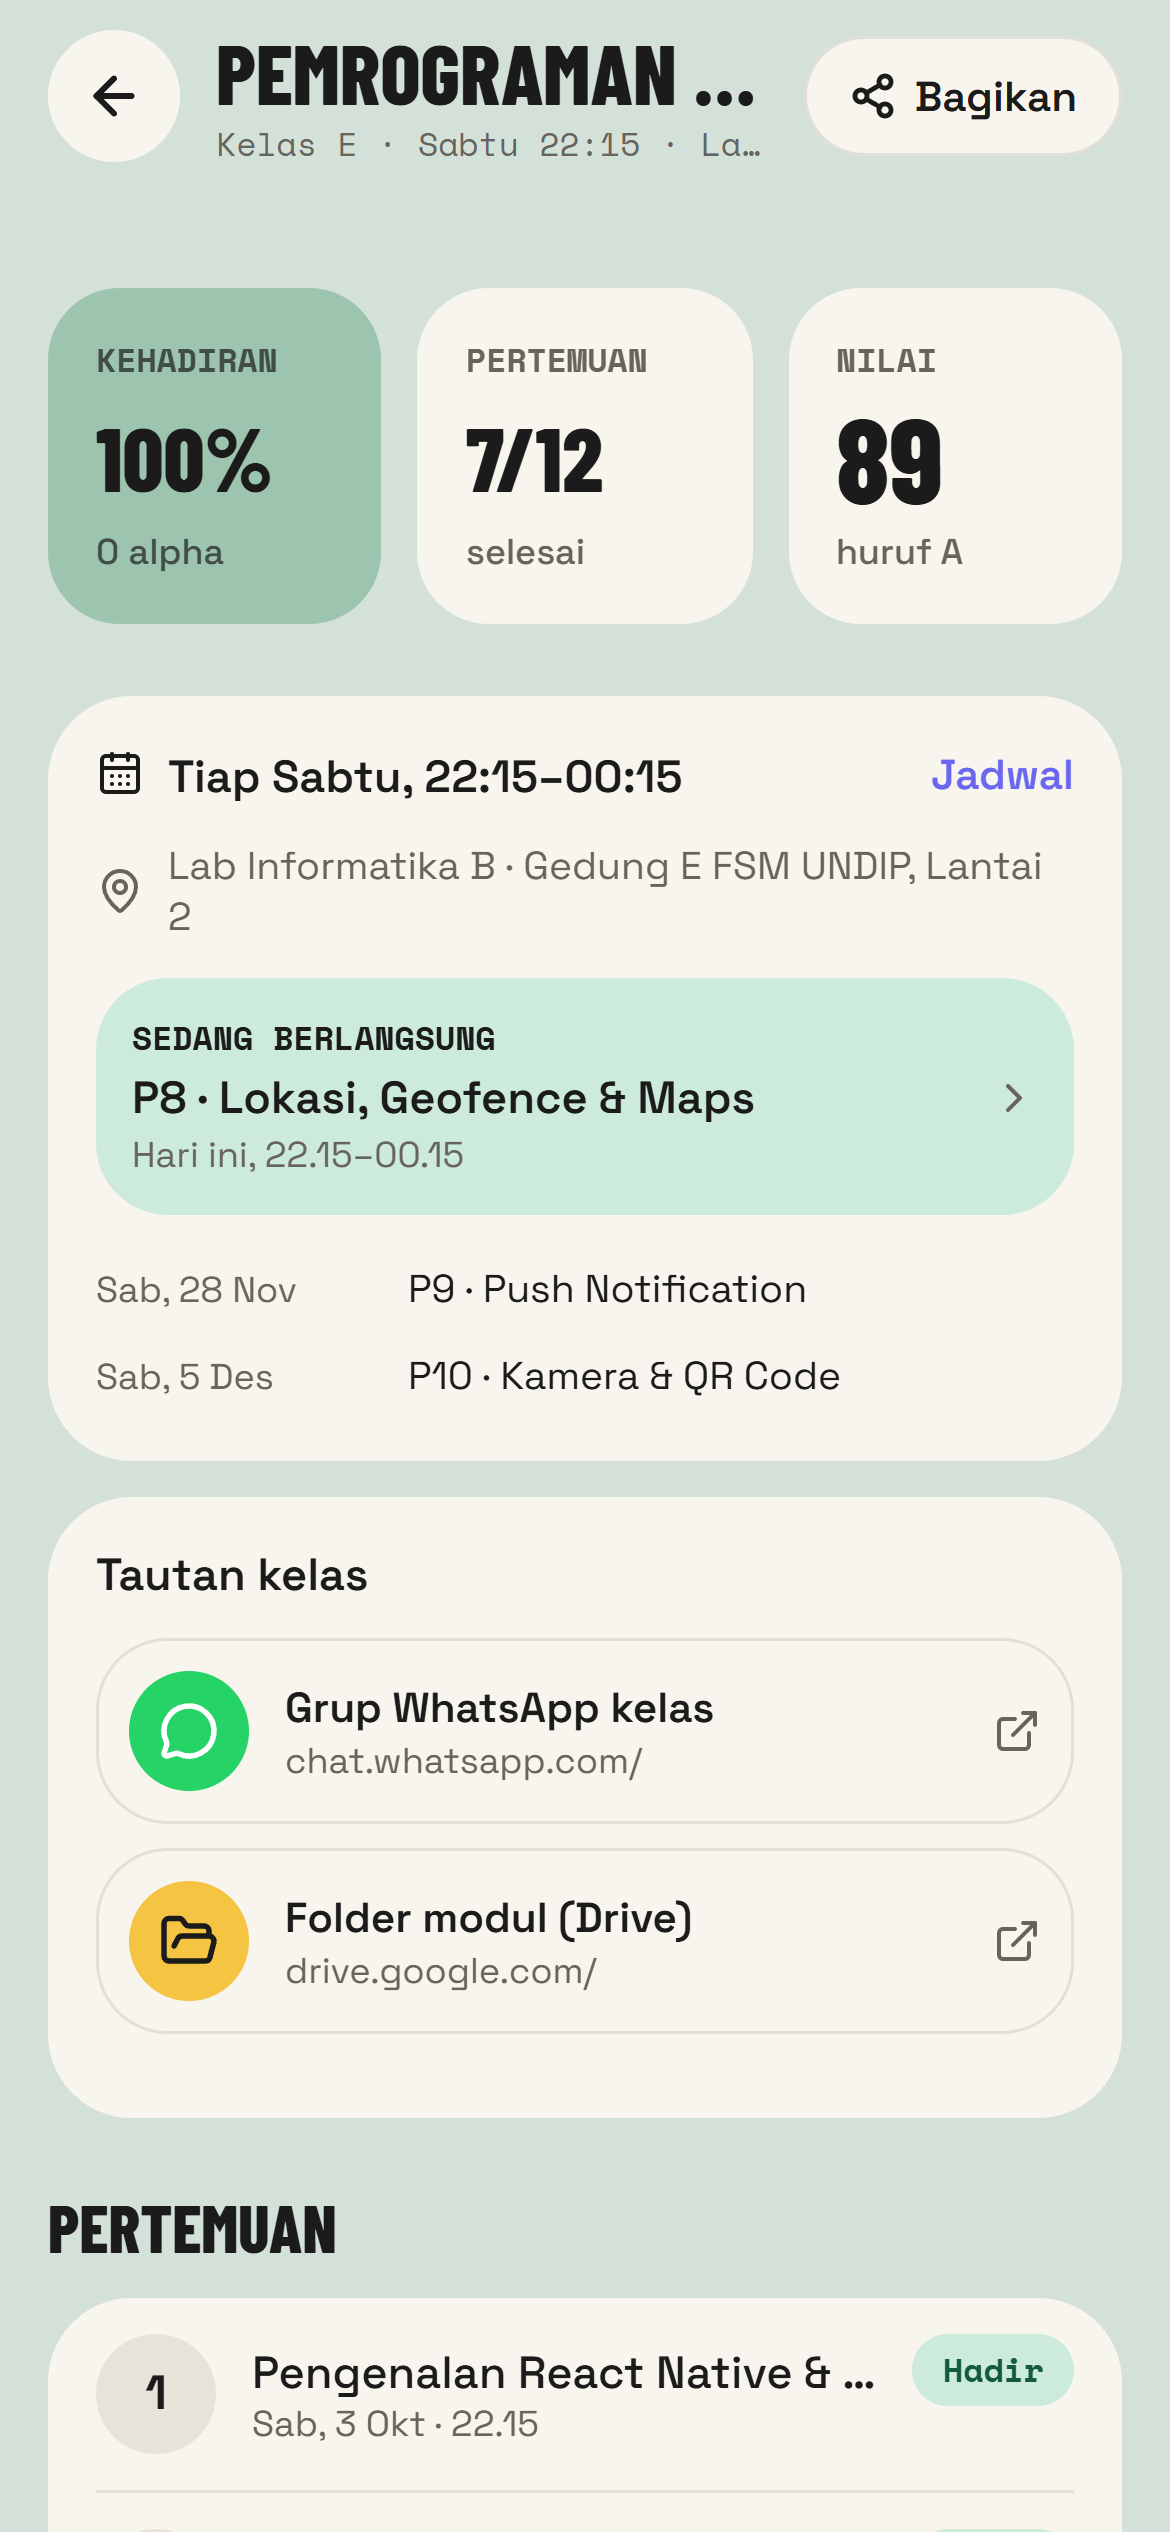 PEMROGRAMAN ...
Kelas E · Sabtu 22:15 · La…
Bagikan
KEHADIRAN
100%
0 alpha
PERTEMUAN
7/12
selesai
NILAI
89
huruf A
Tiap Sabtu, 22:15–00:15
Jadwal
Lab Informatika B · Gedung E FSM UNDIP, Lantai
2
SEDANG BERLANGSUNG
P8 · Lokasi, Geofence & Maps
Hari ini, 22.15–00.15
Sab, 28 Nov
P9 · Push Notification
Sab, 5 Des
P10 · Kamera & QR Code
Tautan kelas
Grup WhatsApp kelas
chat.whatsapp.com/
Folder modul (Drive)
drive.google.com/
PERTEMUAN
1
Pengenalan React Native & ...
Hadir
Sab, 3 Okt · 22.15